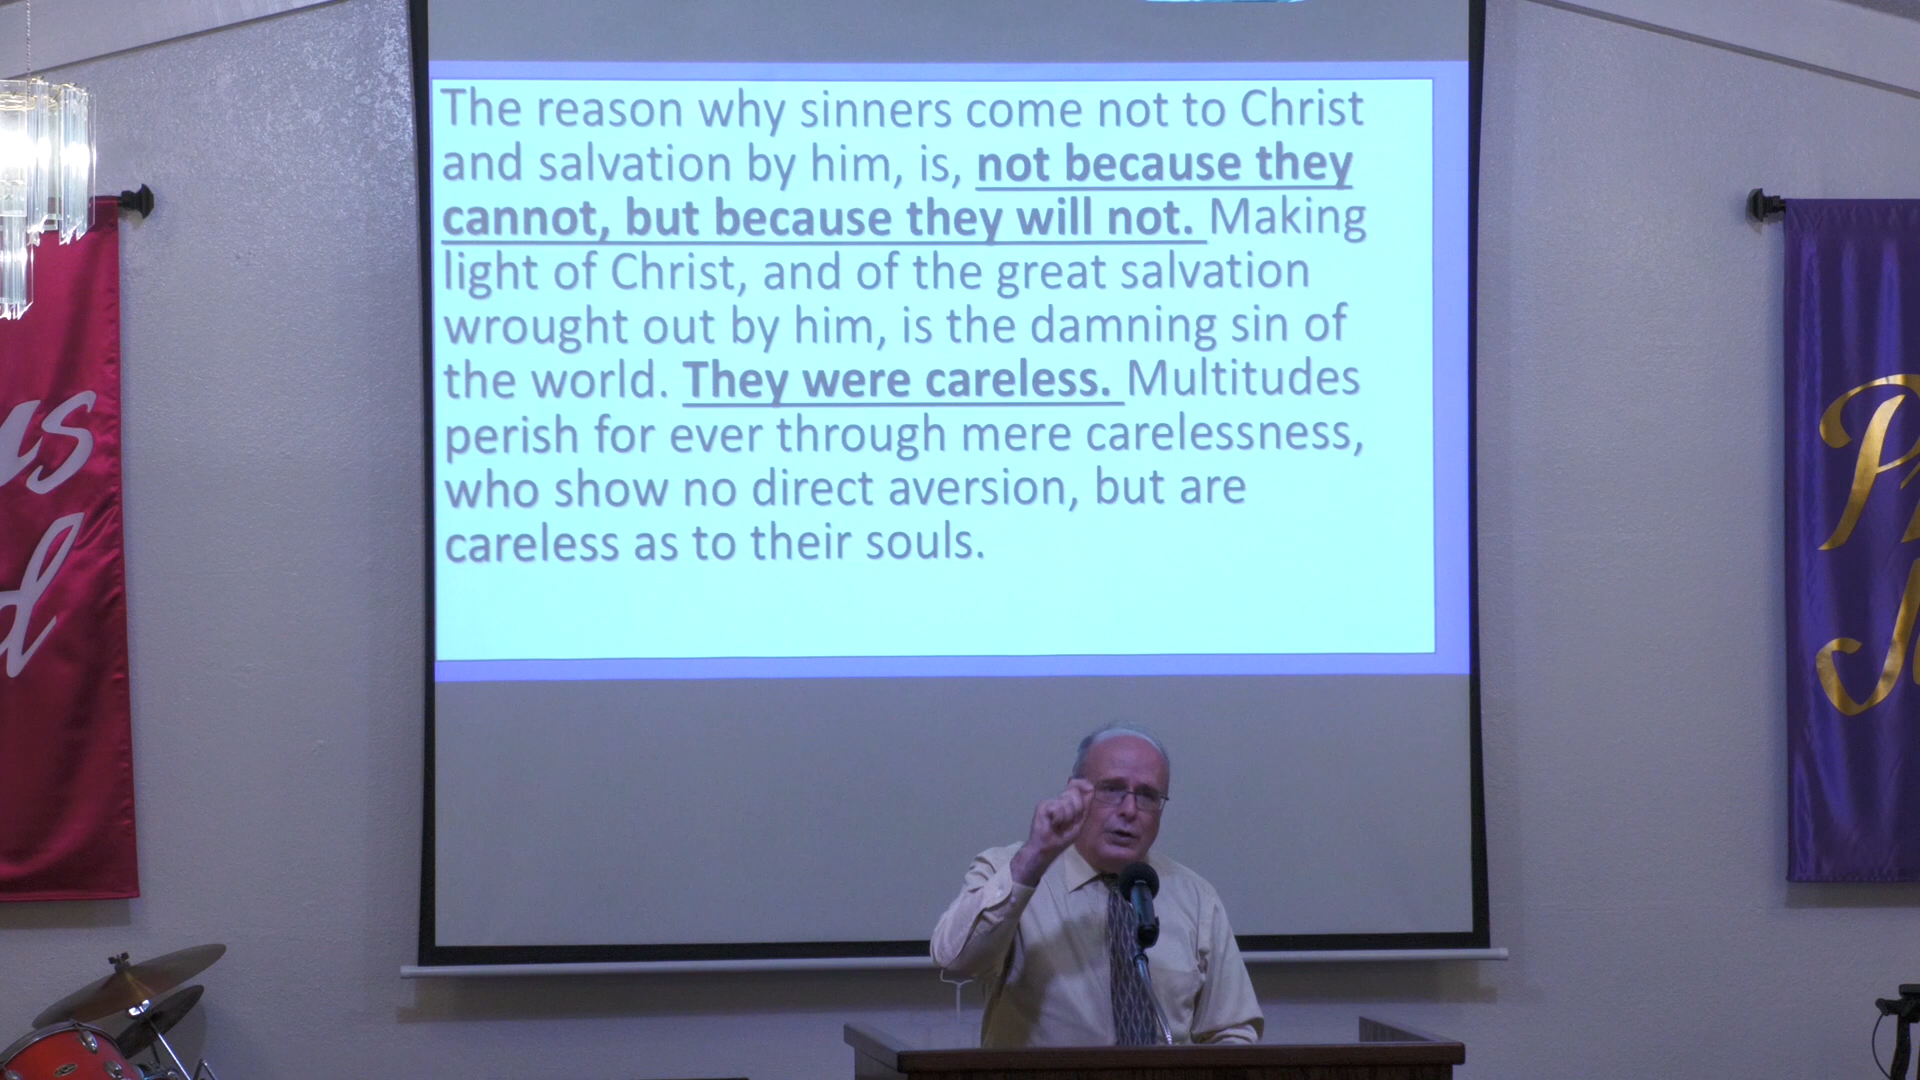 The reason why sinners come not to Christ
and salvation by him, is, not because they
cannot, but because they will not. Making
light of Christ, and of the great salvation
wrought out by him, is the damning sin of
the world. They were careless. Multitudes
perish for ever through mere carelessness,
who show no direct aversion, but are
careless as to their souls.